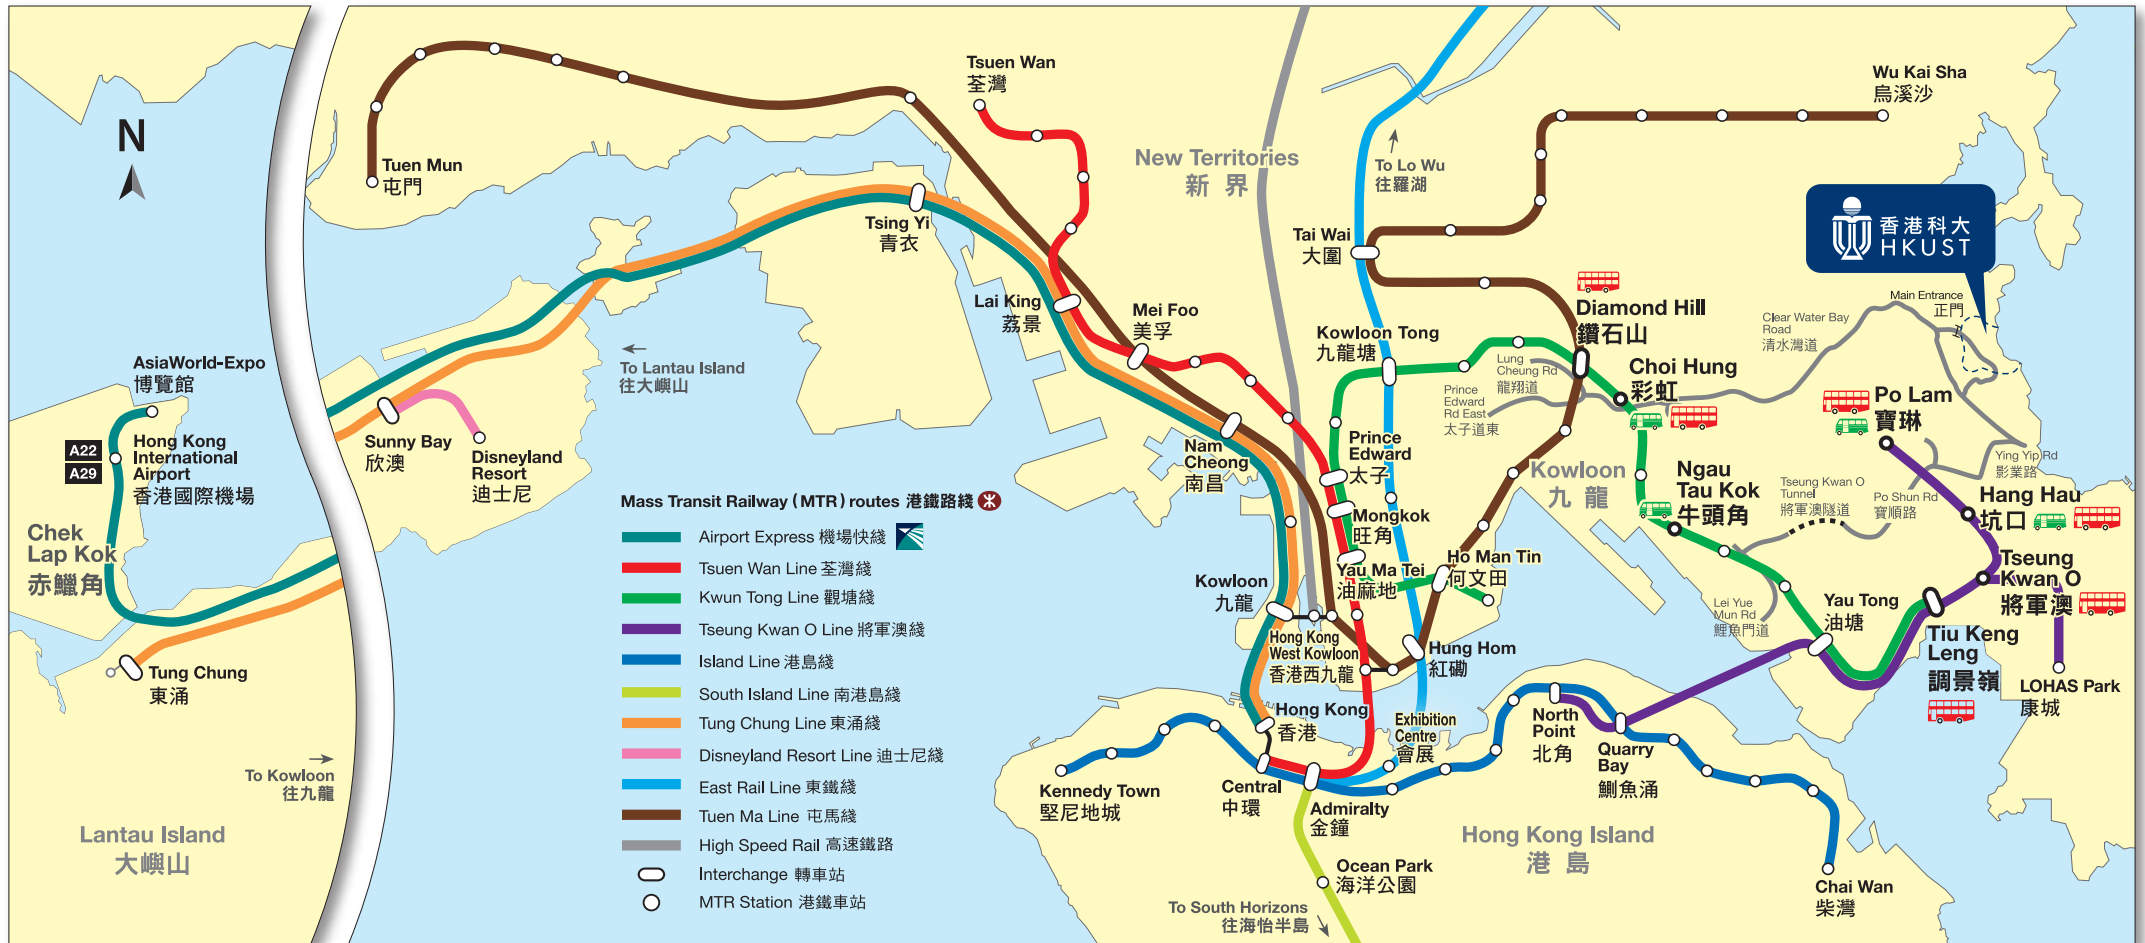 N
Tuen Mun
屯門
Tsuen Wan
荃灣
Wu Kai Sha
烏溪沙
New Territories
新 界
To Lo Wu
往羅湖
香港科大
HKUST
Tsing Yi
青衣
Tai Wai
大圍
Lai King
荔景
Mei Foo
美孚
Kowloon Tong
九龍塘
Diamond Hill
鑽石山
Main Entrance
正門
Clear Water Bay
Road
清水灣道
AsiaWorld-Expo
博覽館
To Lantau Island
往大嶼山
Lung
Cheung Rd
龍翔道
Choi Hung
彩虹
Prince
Edward
Rd East
太子道東
Po Lam
寶琳
A22
A29
Hong Kong
International
Airport
香港國際機場
Sunny Bay
欣澳
Disneyland
Resort
迪士尼
Nam
Cheong
南昌
Prince
Edward
太子
Kowloon
九 龍
Ngau
Tau Kok
牛頭角
Tseung Kwan O
Tunnel
將軍澳隧道
Po Shun Rd
寶順路
Ying Yip Rd
影業路
Hang Hau
坑口
Chek
Lap Kok
赤鱲角
Mongkok
旺角
Yau Ma Tei
油麻地
Ho Man Tin
何文田
Tseung
Kwan O
將軍澳
Kowloon
九龍
Hong Kong
West Kowloon
香港西九龍
Hung Hom
紅磡
Lei Yue
Mun Rd
鯉魚門道
Yau Tong
油塘
Tiu Keng
Leng
調景嶺
LOHAS Park
康城
Tung Chung
東涌
Hong Kong
香港
Exhibition
Centre
會展
North
Point
北角
Quarry
Bay
鰂魚涌
To Kowloon
往九龍
Kennedy Town
堅尼地城
Central
中環
Admiralty
金鐘
Lantau Island
大嶼山
Hong Kong Island
港 島
Ocean Park
海洋公園
Chai Wan
柴灣
To South Horizons
往海怡半島
Mass Transit Railway (MTR) routes 港鐵路綫
Airport Express 機場快綫
Tsuen Wan Line 荃灣綫
Kwun Tong Line 觀塘綫
Tseung Kwan O Line 將軍澳綫
Island Line 港島綫
South Island Line 南港島綫
Tung Chung Line 東涌綫
Disneyland Resort Line 迪士尼綫
East Rail Line 東鐵綫
Tuen Ma Line 屯馬綫
High Speed Rail 高速鐵路
Interchange 轉車站
MTR Station 港鐵車站